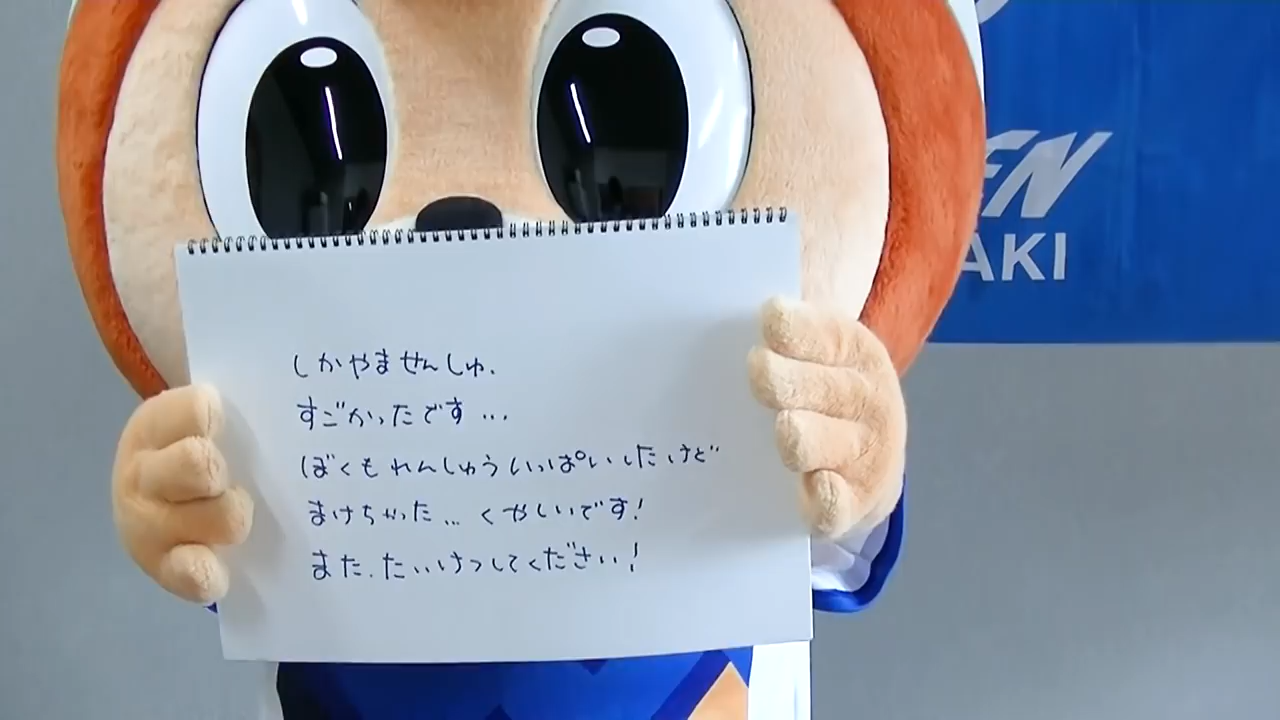 しかやませんしゅ.
すごかったです...
ぼくもれんしゅういっぱいしたけど
まけちゃった... くやしいです!
また.たいけつしてください!
EN
AKI